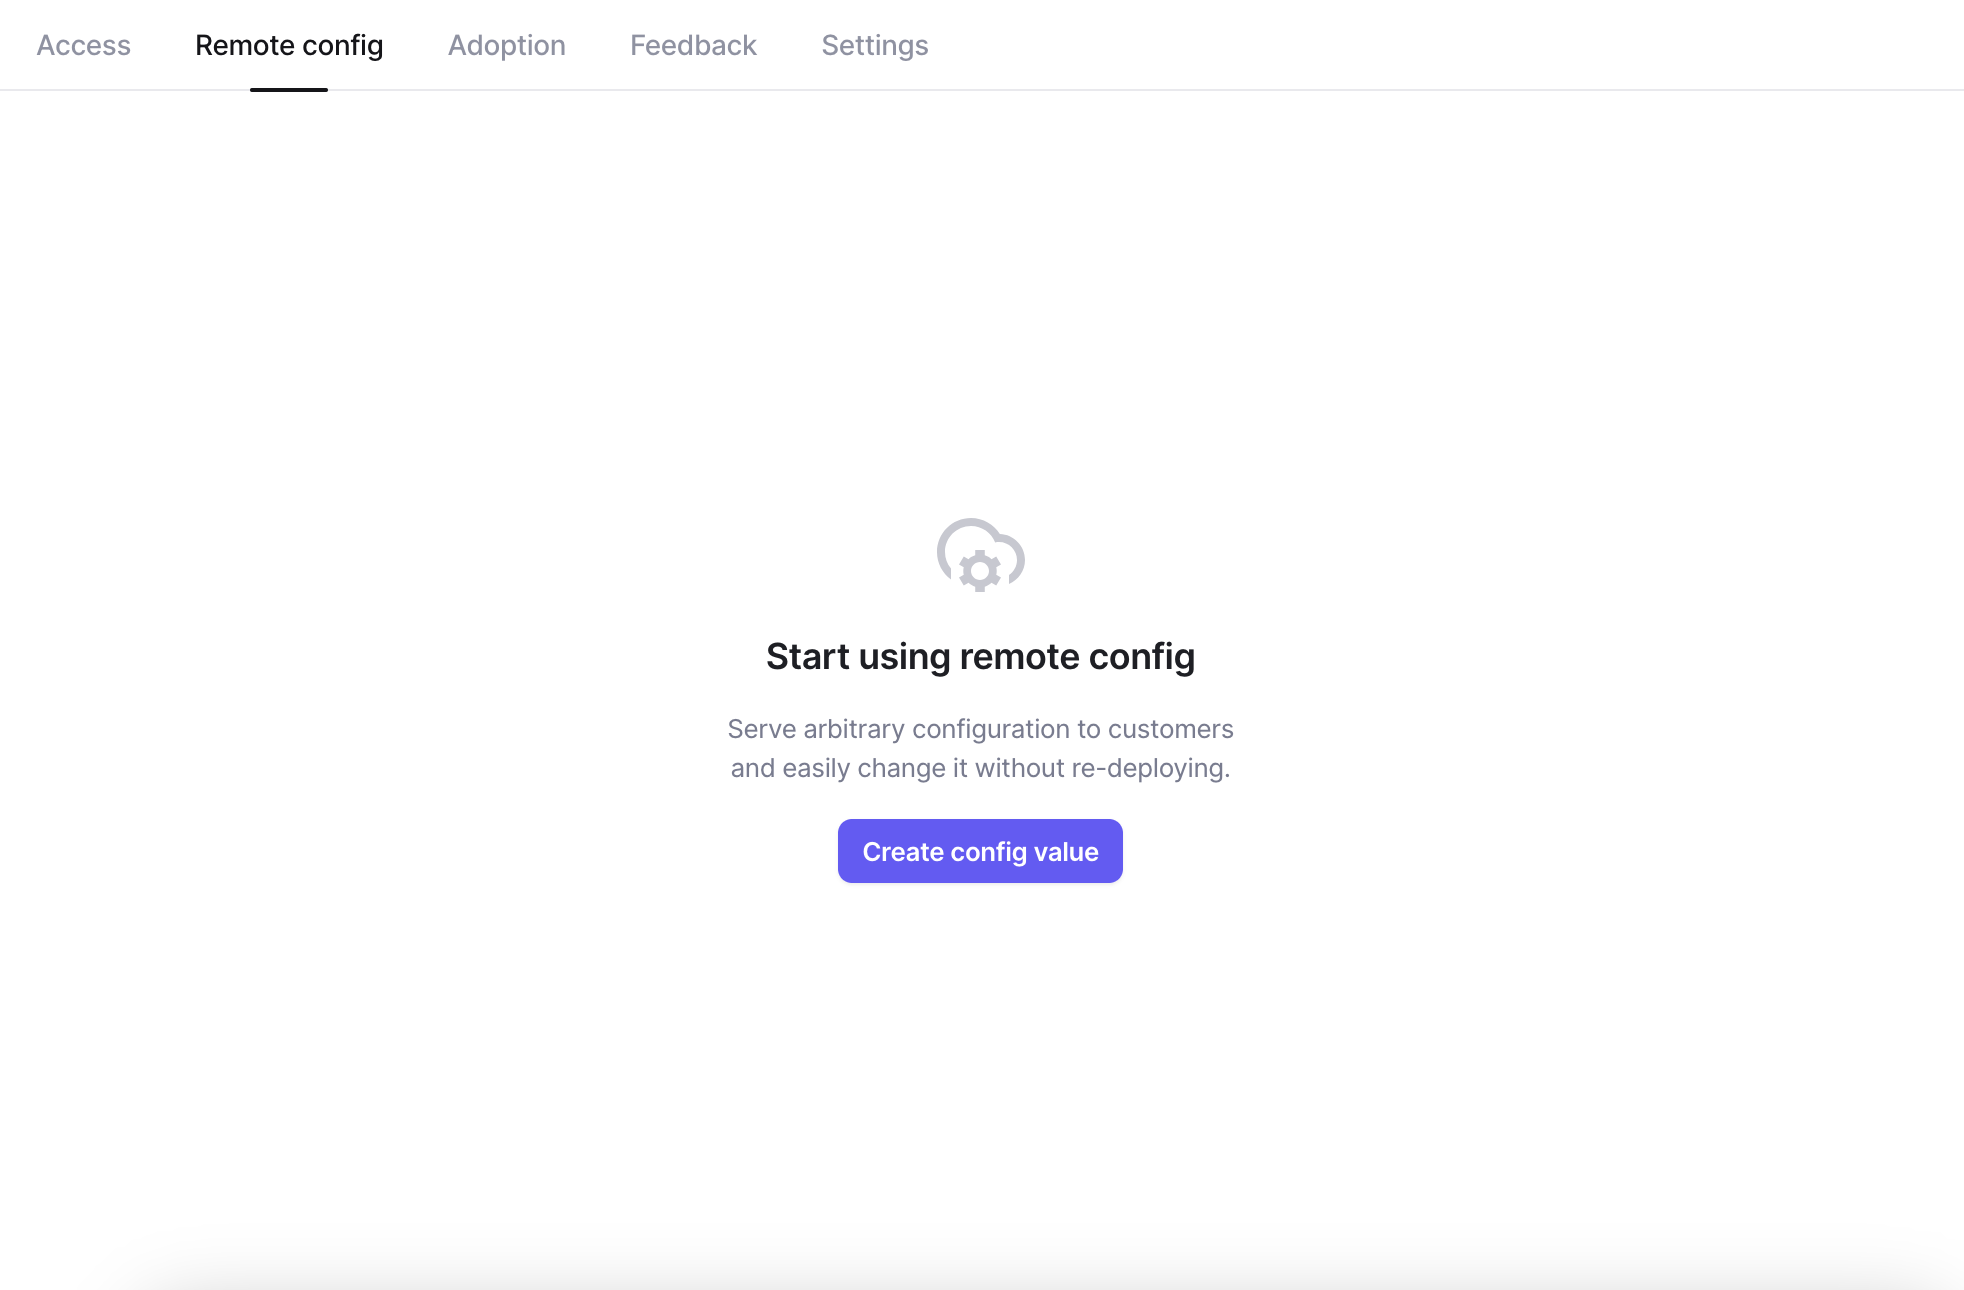 Access Remote config Adoption Feedback Settings
Start using remote config
Serve arbitrary configuration to customers
and easily change it without re-deploying.
Create config value